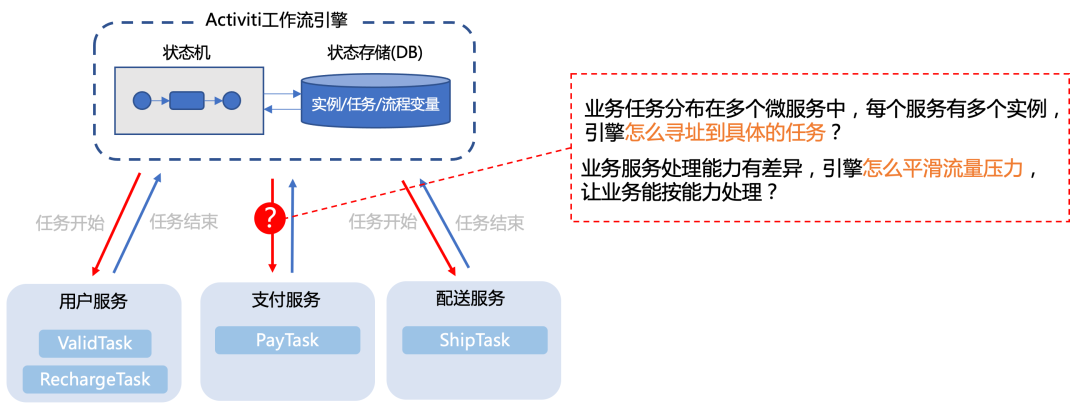 Activiti工作流引擎
状态机
状态存储(DB)
实例/任务/流程变量
业务任务分布在多个微服务中，每个服务有多个实例，
引擎怎么寻址到具体的任务？
业务服务处理能力有差异，引擎怎么平滑流量压力，
让业务能按能力处理？
任务开始
任务结束
?
任务开始
任务结束
用户服务
ValidTask
RechargeTask
支付服务
PayTask
配送服务
ShipTask